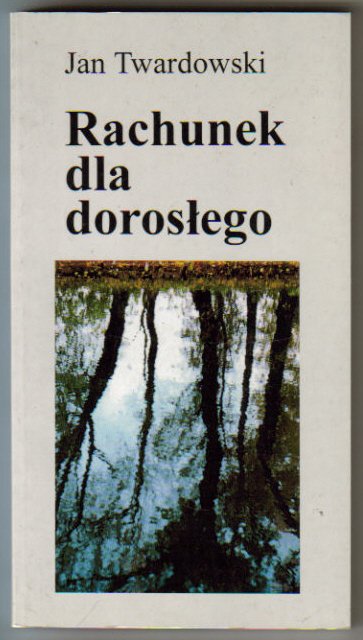 Jan Twardowski
Rachunek
dla
dorosłego